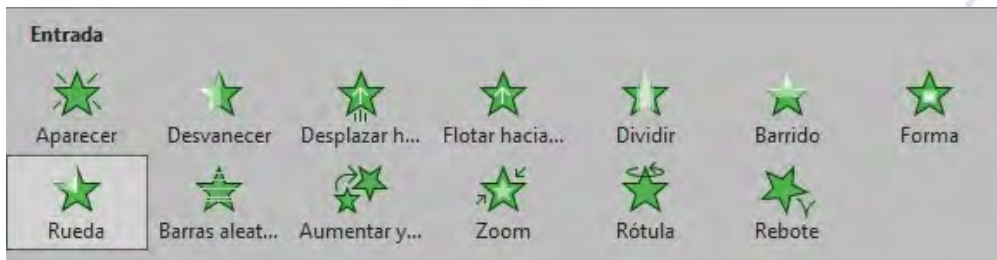 Entrada
Aparecer Desvanecer Desplazar h... Flotar hacia... Dividir Barrido Forma
Rueda Barras aleat... Aumentar y... Zoom Rótula Rebote